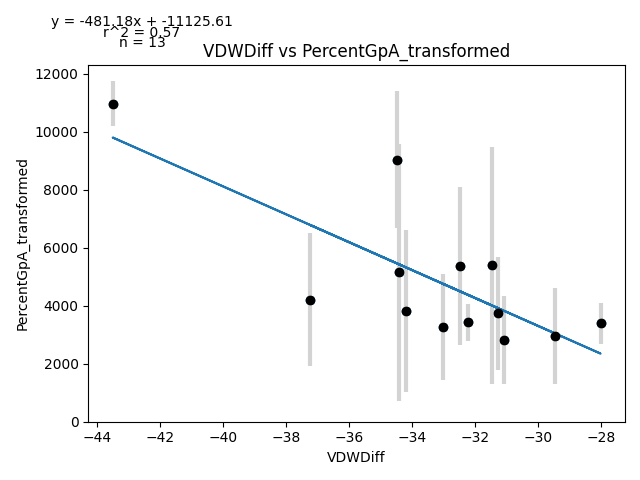 y = -481.18x + -11125.61
r^2 = 0.57
n = 13
VDWDiff vs PercentGpA_transformed
PercentGpA_transformed
12000
10000
8000
6000
4000
2000
0
−44 −42 −40 −38 −36 −34 −32 −30 −28
VDWDiff